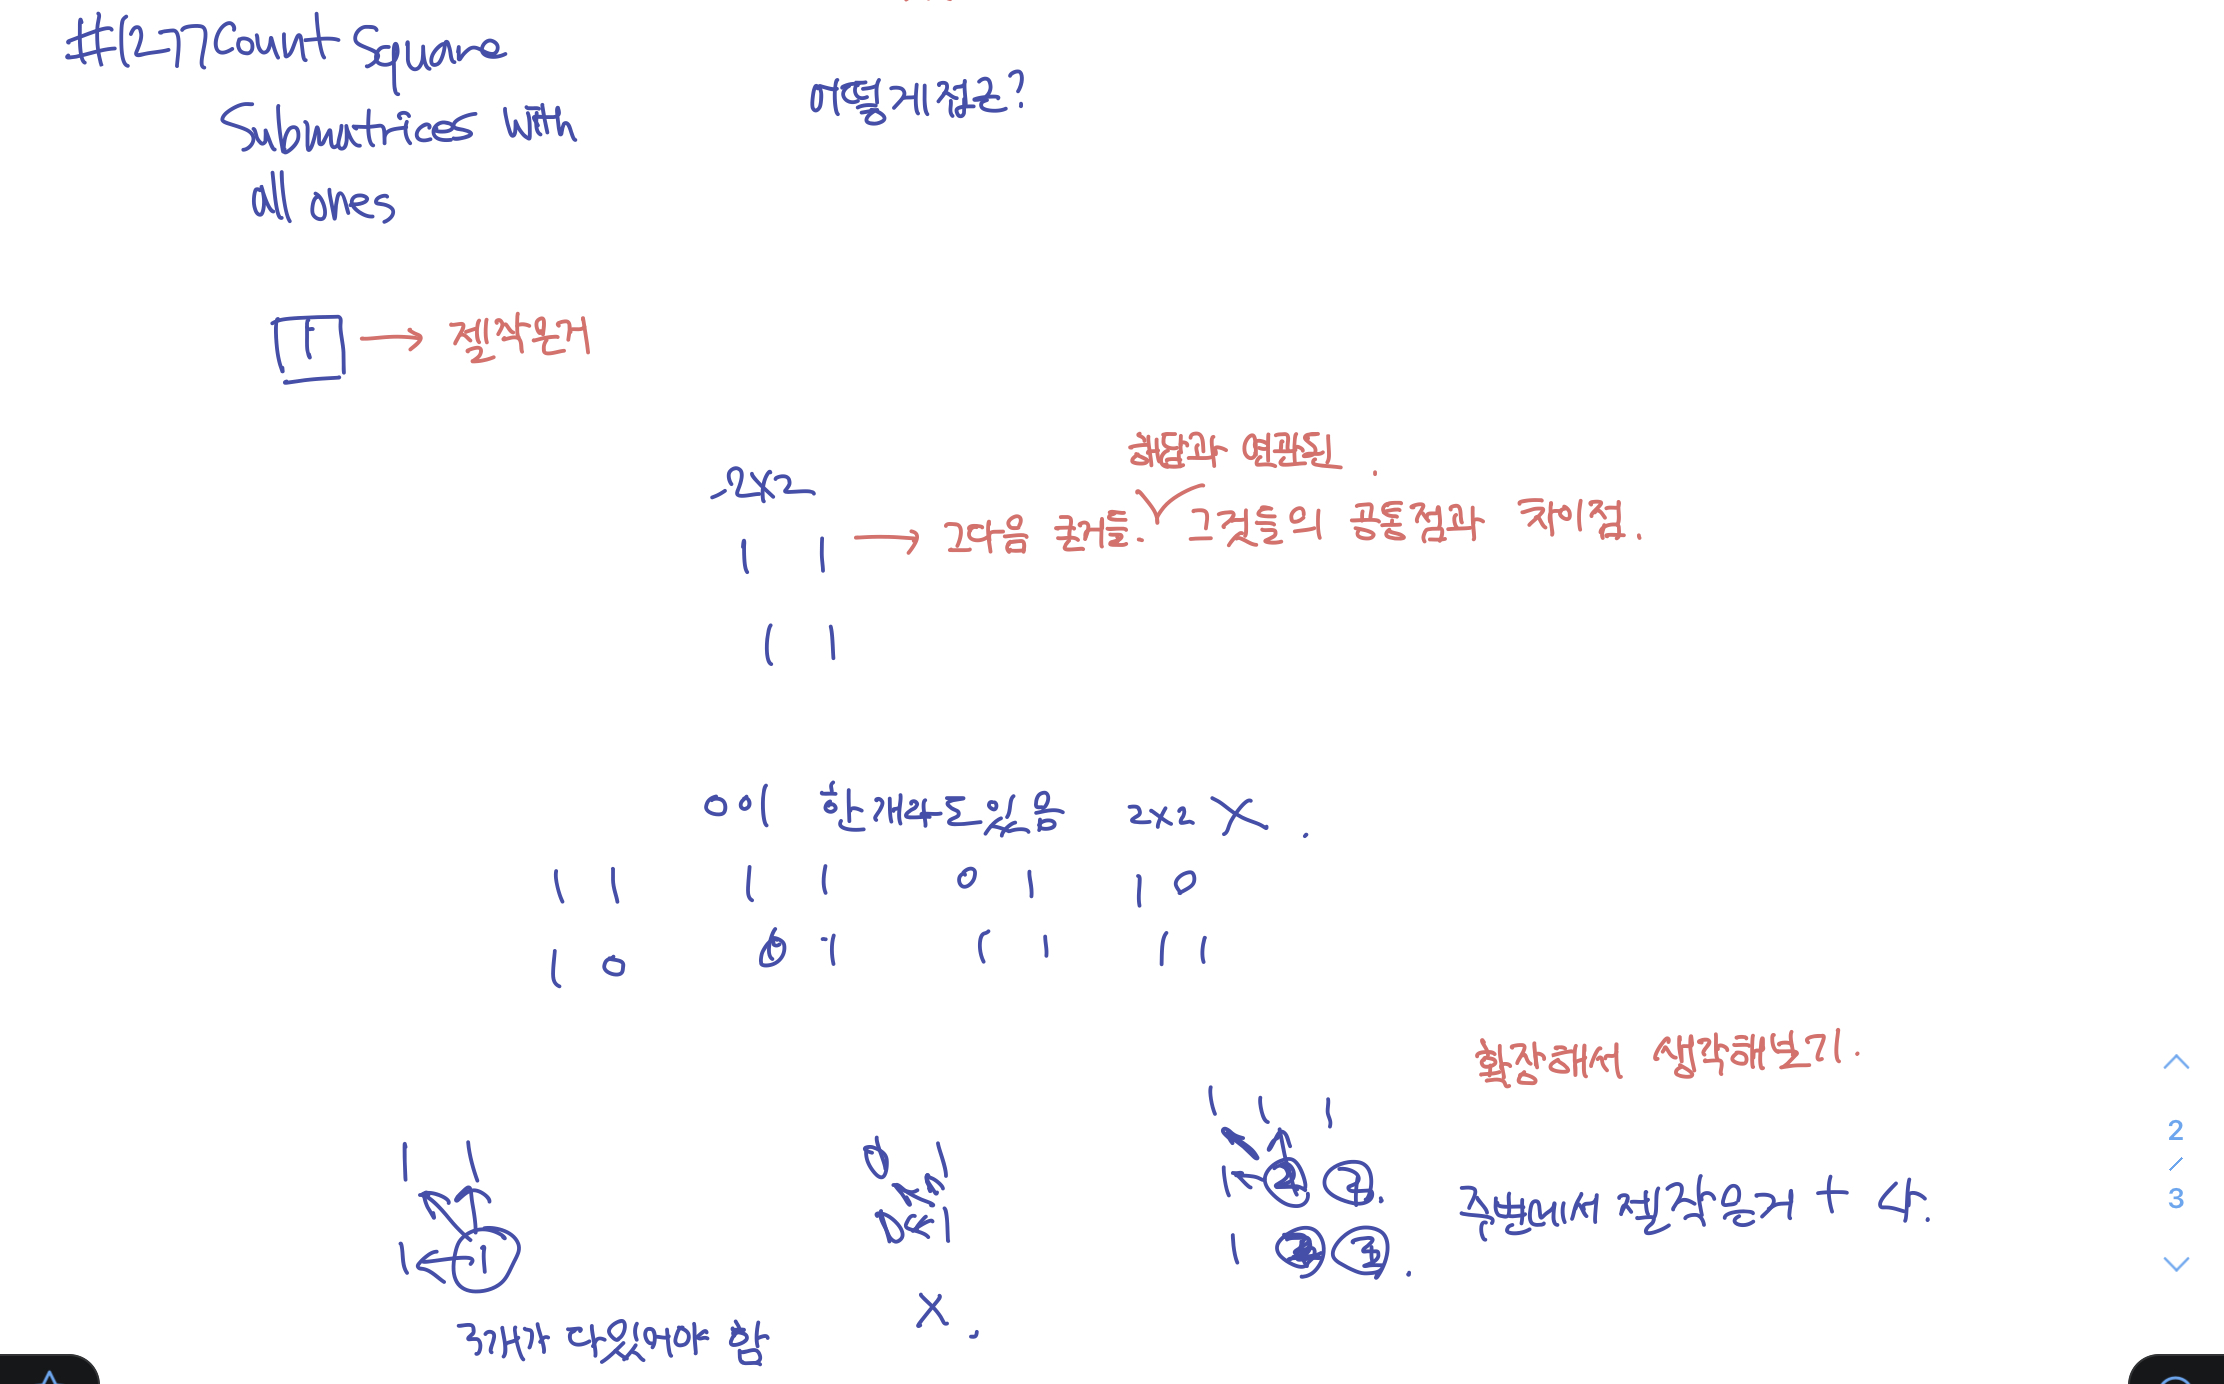 #1277 Count Square
Submatrices with
all ones
어떻게 접근?
1 → 제일작은거
-2x2
해답과 연관된.
1 1 → 그다음 큰거들. 그것들의 공통점과 차이점.
1 1
0이 한개라도있음 2x2 X.
1 1 1 1 0 1 1 0
1 0 0 1 1 1 1 1
확장해서 생각해보기.
1 1 1
1 1 0 1 1 2 2.
1 1 0 1 주변에서 젤작은거 +
1 2 3.
X.
3개가 다있어야 함
2
/
3